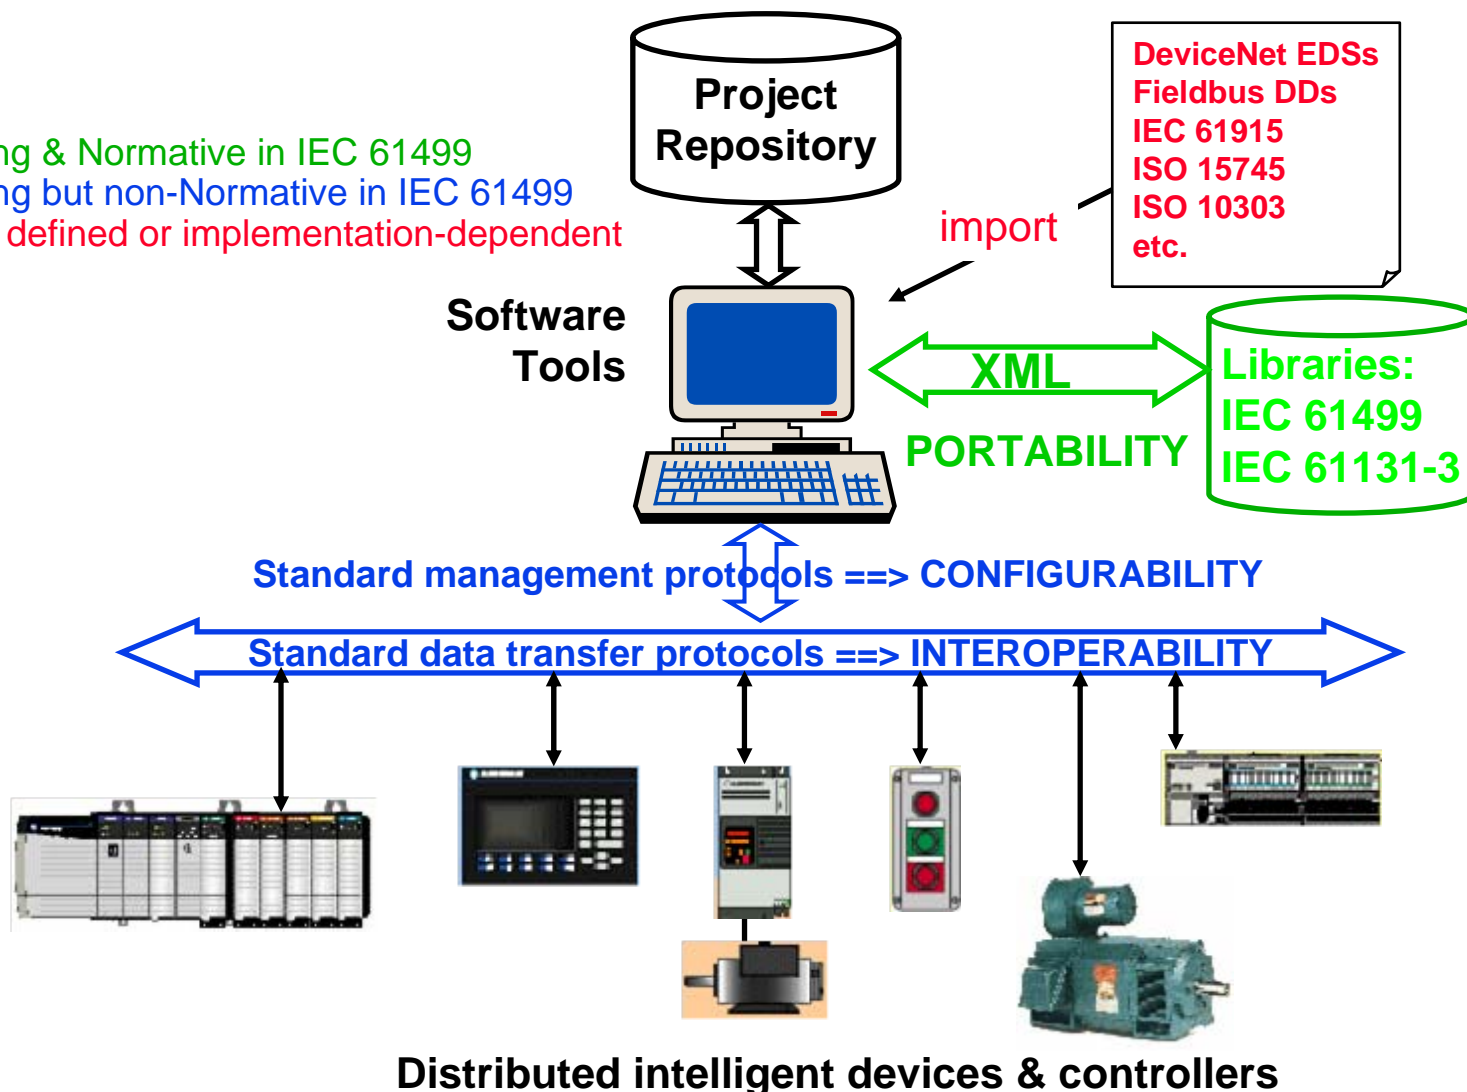 Project
Repository
DeviceNet EDSs
Fieldbus DDs
IEC 61915
ISO 15745
ISO 10303
etc.
ng & Normative in IEC 61499
ng but non-Normative in IEC 61499
defined or implementation-dependent
import
Software
Tools
XML
PORTABILITY
Libraries:
IEC 61499
IEC 61131-3
Standard management protocols ==> CONFIGURABILITY
Standard data transfer protocols ==> INTEROPERABILITY
Distributed intelligent devices & controllers